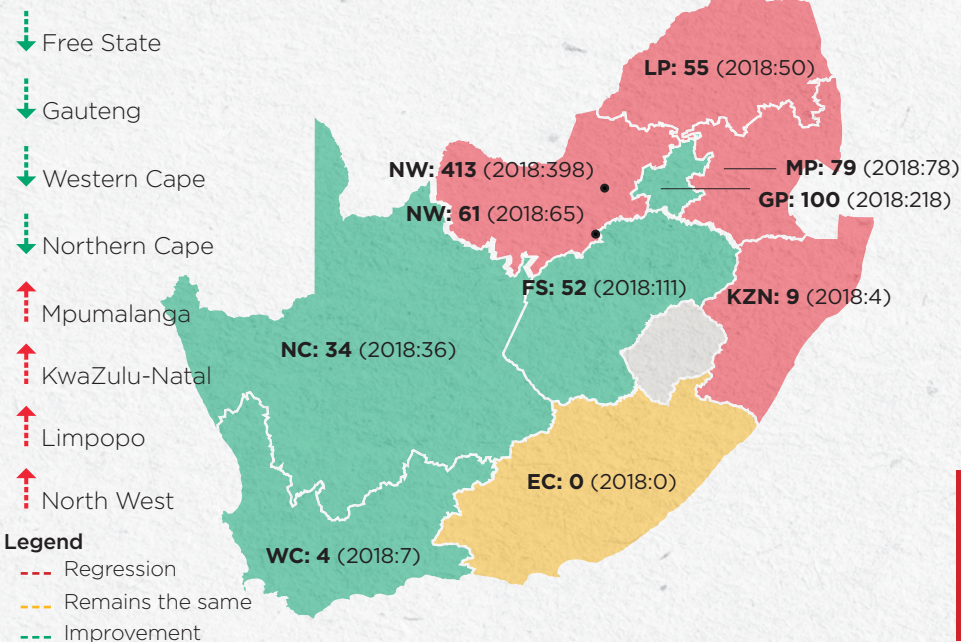 Free State
Gauteng
Western Cape
Northern Cape
Mpumalanga
KwaZulu-Natal
Limpopo
North West
Legend
Regression
Remains the same
Improvement
LP: 55 (2018:50)
NW: 413 (2018:398)
MP: 79 (2018:78)
GP: 100 (2018:218)
NW: 61 (2018:65)
FS: 52 (2018:111)
KZN: 9 (2018:4)
NC: 34 (2018:36)
EC: 0 (2018:0)
WC: 4 (2018:7)